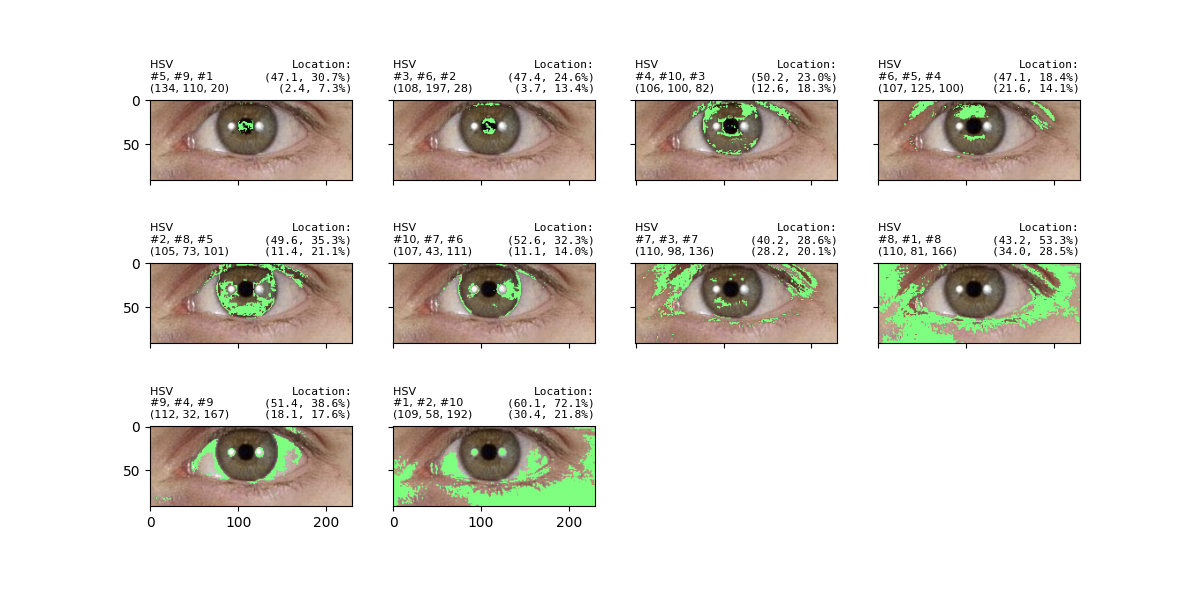 HSV Location:
#5, #9, #1 (47.1, 30.7%)
(134, 110, 20) (2.4, 7.3%)
HSV Location:
#3, #6, #2 (47.4, 24.6%)
(108, 197, 28) (3.7, 13.4%)
HSV Location:
#4, #10, #3 (50.2, 23.0%)
(106, 100, 82) (12.6, 18.3%)
HSV Location:
#6, #5, #4 (47.1, 18.4%)
(107, 125, 100) (21.6, 14.1%)
0
50
HSV Location:
#2, #8, #5 (49.6, 35.3%)
(105, 73, 101) (11.4, 21.1%)
HSV Location:
#10, #7, #6 (52.6, 32.3%)
(107, 43, 111) (11.1, 14.0%)
HSV Location:
#7, #3, #7 (40.2, 28.6%)
(110, 98, 136) (28.2, 20.1%)
HSV Location:
#8, #1, #8 (43.2, 53.3%)
(110, 81, 166) (34.0, 28.5%)
0
50
HSV Location:
#9, #4, #9 (51.4, 38.6%)
(112, 32, 167) (18.1, 17.6%)
HSV Location:
#1, #2, #10 (60.1, 72.1%)
(109, 58, 192) (30.4, 21.8%)
0
50
0 100 200
0 100 200